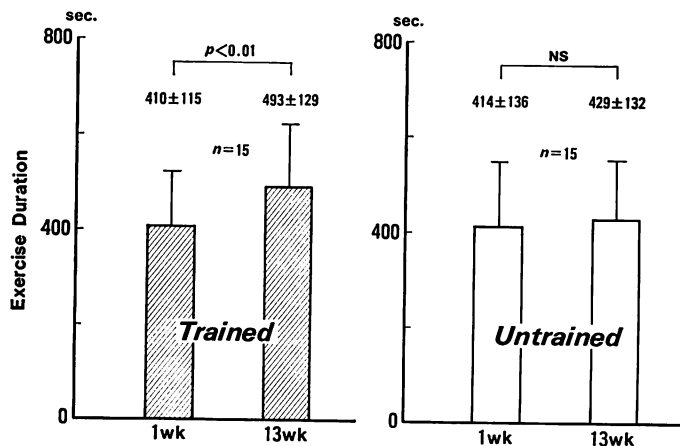 sec.
800
400
0
Exercise Duration
p<0.01
410±115
493±129
n=15
Trained
1wk
13wk
sec.
800
400
0
NS
414±136
429±132
n=15
Untrained
1wk
13wk